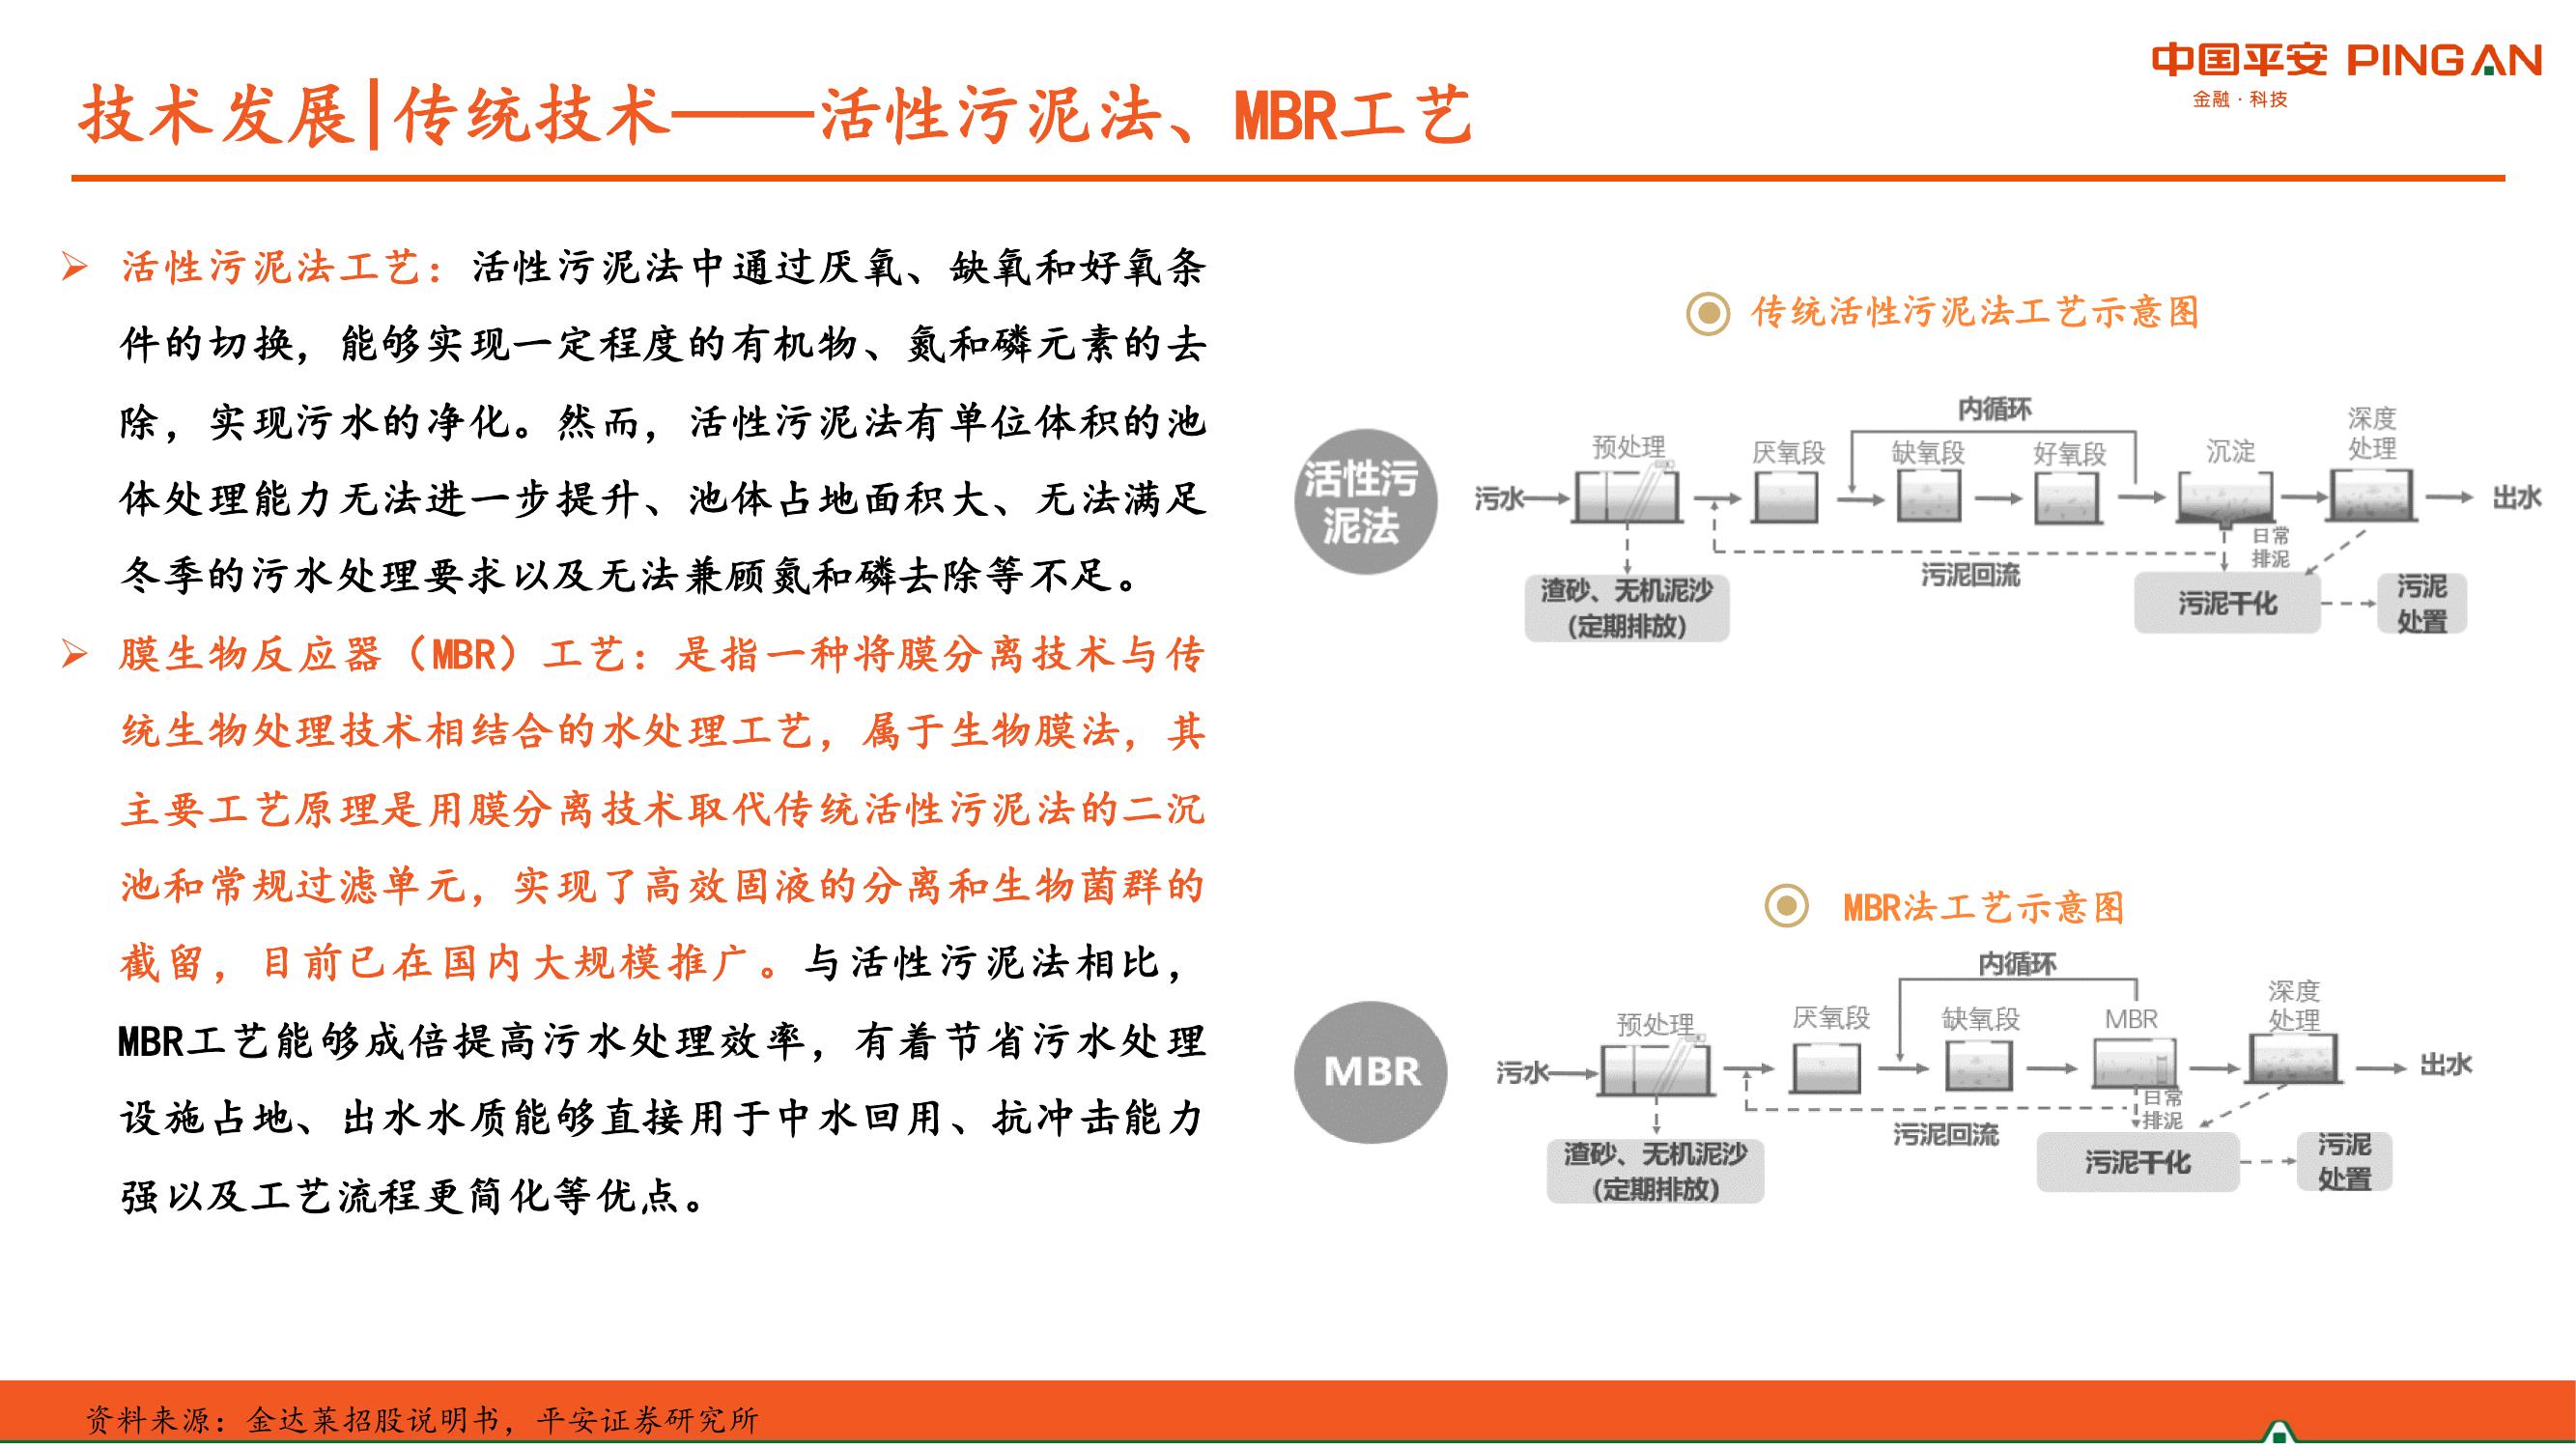 中国平安 PINGAN
金融·科技
技术发展|传统技术——活性污泥法、MBR工艺
➢ 活性污泥法工艺：活性污泥法中通过厌氧、缺氧和好氧条
件的切换，能够实现一定程度的有机物、氮和磷元素的去
除，实现污水的净化。然而，活性污泥法有单位体积的池
体处理能力无法进一步提升、池体占地面积大、无法满足
冬季的污水处理要求以及无法兼顾氮和磷去除等不足。
➢ 膜生物反应器（MBR）工艺：是指一种将膜分离技术与传
统生物处理技术相结合的水处理工艺，属于生物膜法，其
主要工艺原理是用膜分离技术取代传统活性污泥法的二沉
池和常规过滤单元，实现了高效固液的分离和生物菌群的
截留，目前已在国内大规模推广。与活性污泥法相比，
MBR工艺能够成倍提高污水处理效率，有着节省污水处理
设施占地、出水水质能够直接用于中水回用、抗冲击能力
强以及工艺流程更简化等优点。
传统活性污泥法工艺示意图
活性污
泥法
污水
预处理
厌氧段
内循环
缺氧段
好氧段
沉淀
深度
处理
出水
渣砂、无机泥沙
(定期排放)
污泥回流
日常
排泥
污泥干化
污泥
处置
MBR法工艺示意图
MBR
污水
预处理
厌氧段
内循环
缺氧段
MBR
深度
处理
出水
渣砂、无机泥沙
(定期排放)
污泥回流
日常
排泥
污泥干化
污泥
处置
资料来源：金达莱招股说明书，平安证券研究所